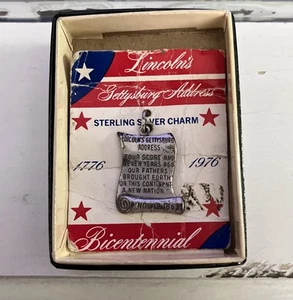 Lincoln's
Gettysburg Address
STERLING SILVER CHARM
LINCOLN'S GETTYSBURG
ADDRESS
FOUR SCORE AND
SEVEN YEARS AGO
OUR FATHERS
BROUGHT FORTH
ON THIS CONTINENT
A NEW NATION
1776
1976
Bicentennial